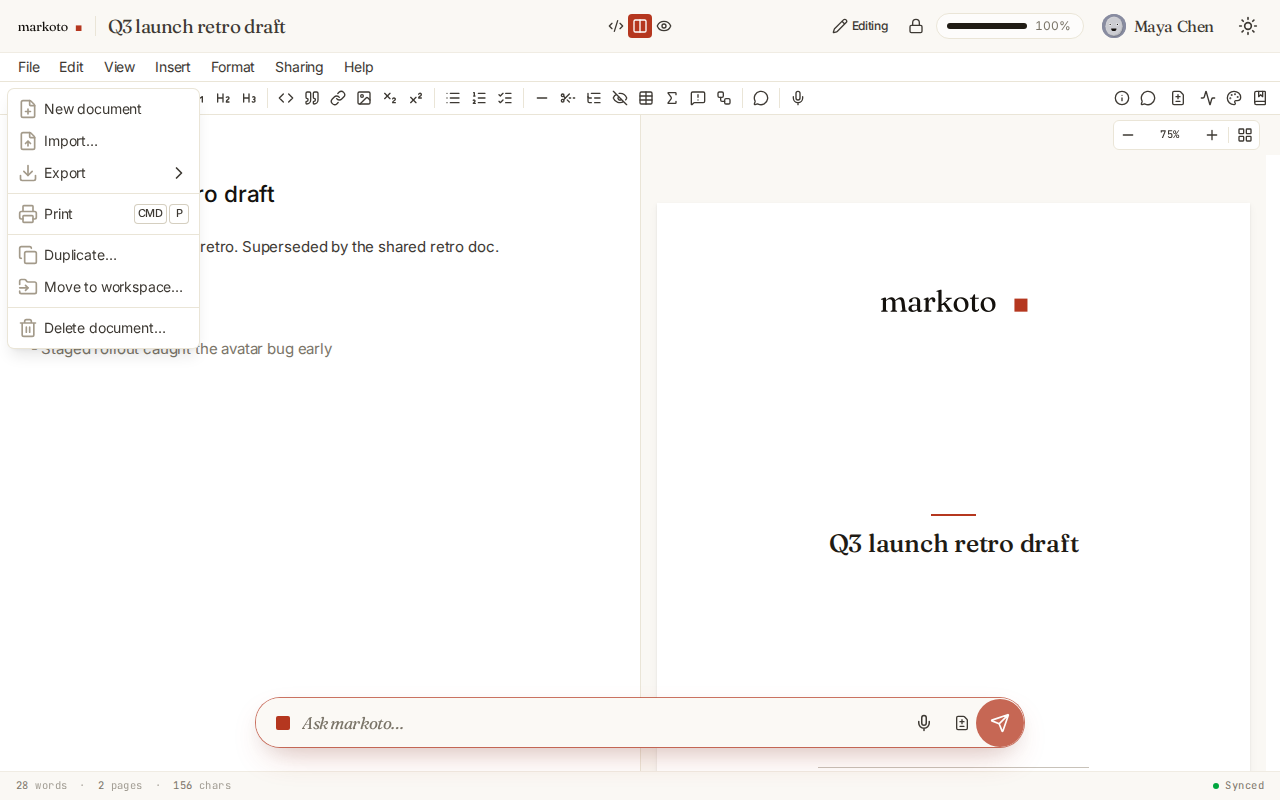 markoto
Q3 launch retro draft
Editing
100%
Maya Chen
File
Edit
View
Insert
Format
Sharing
Help
H2
H3
New document
Import...
Export
Print
CMD P
Duplicate...
Move to workspace...
Delete document...
ro draft
retro. Superseded by the shared retro doc.
- Staged rollout caught the avatar bug early
75%
markoto
Q3 launch retro draft
Ask markoto...
28 words · 2 pages · 156 chars
Synced